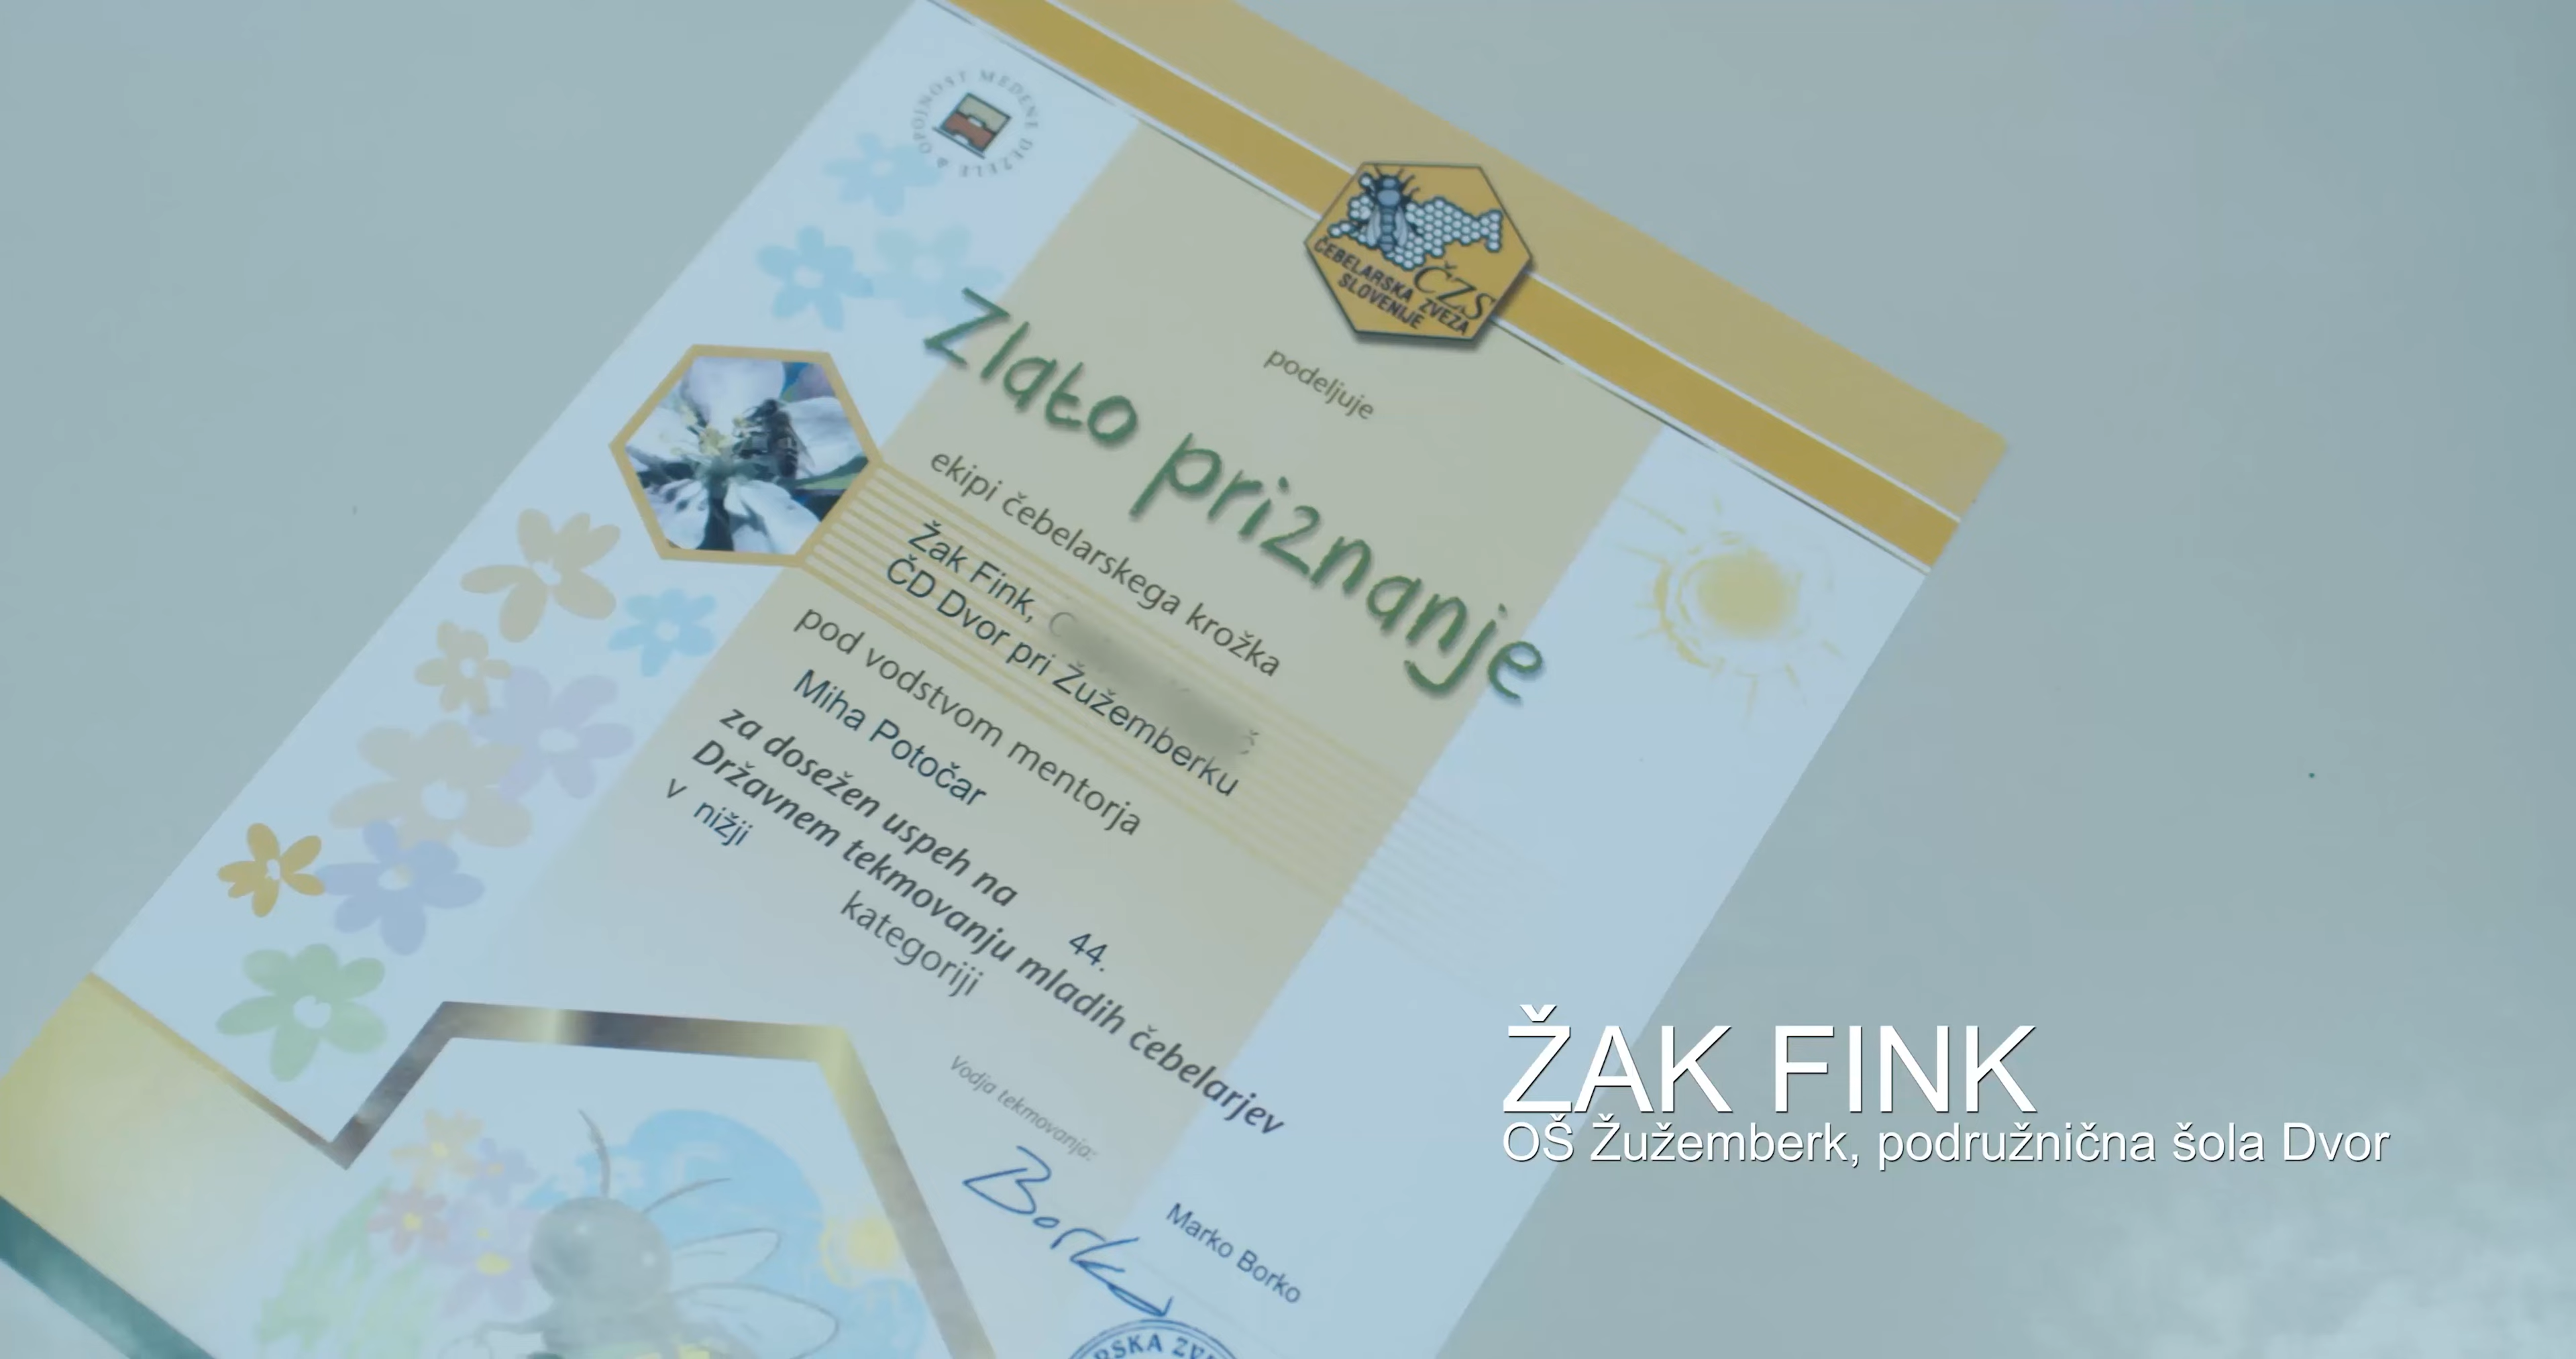 OPOJNOST MEDENE DEŽELE
ČZS
ČEBELARSKA ZVEZA
SLOVENIJE
podeljuje
Zlato priznanje
ekipi čebelarskega krožka
Žak Fink,
ČD Dvor pri Žužemberku
pod vodstvom mentorja
Miha Potočar
za dosežen uspeh na 44.
Državnem tekmovanju mladih čebelarjev
v nižji kategoriji
Vodja tekmovanja:
Borko
Marko Borko
ŽAK FINK
OŠ Žužemberk, podružnična šola Dvor